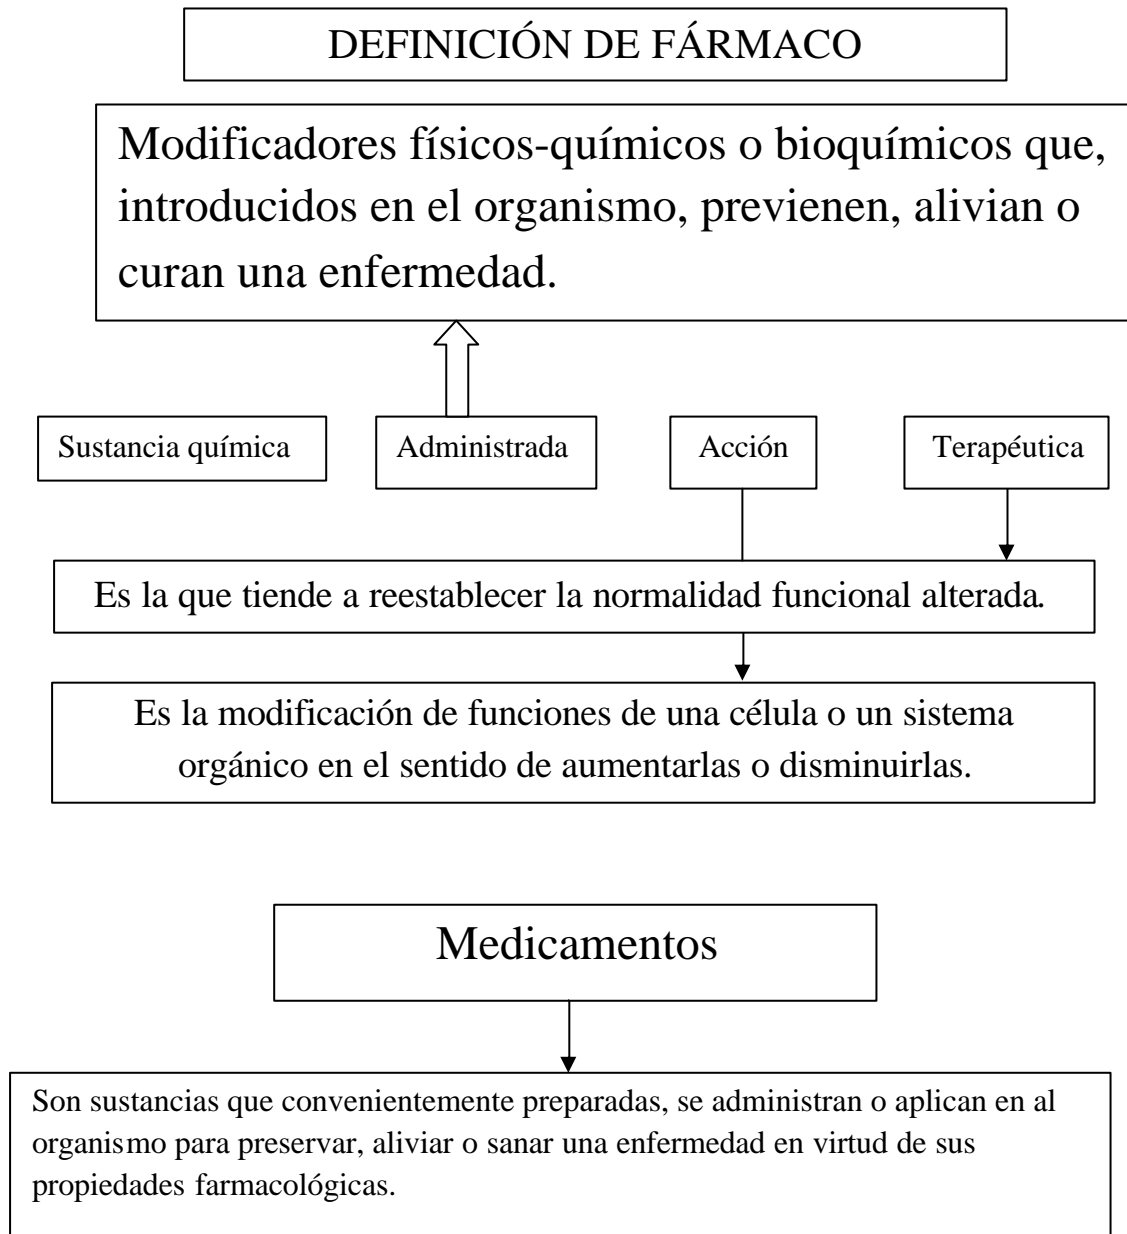 DEFINICIÓN DE FÁRMACO
Modificadores físicos-químicos o bioquímicos que,
introducidos en el organismo, previenen, alivian o
curan una enfermedad.
Sustancia química
Administrada
Acción
Terapéutica
Es la que tiende a reestablecer la normalidad funcional alterada.
Es la modificación de funciones de una célula o un sistema
orgánico en el sentido de aumentarlas o disminuirlas.
Medicamentos
Son sustancias que convenientemente preparadas, se administran o aplican en al
organismo para preservar, aliviar o sanar una enfermedad en virtud de sus
propiedades farmacológicas.